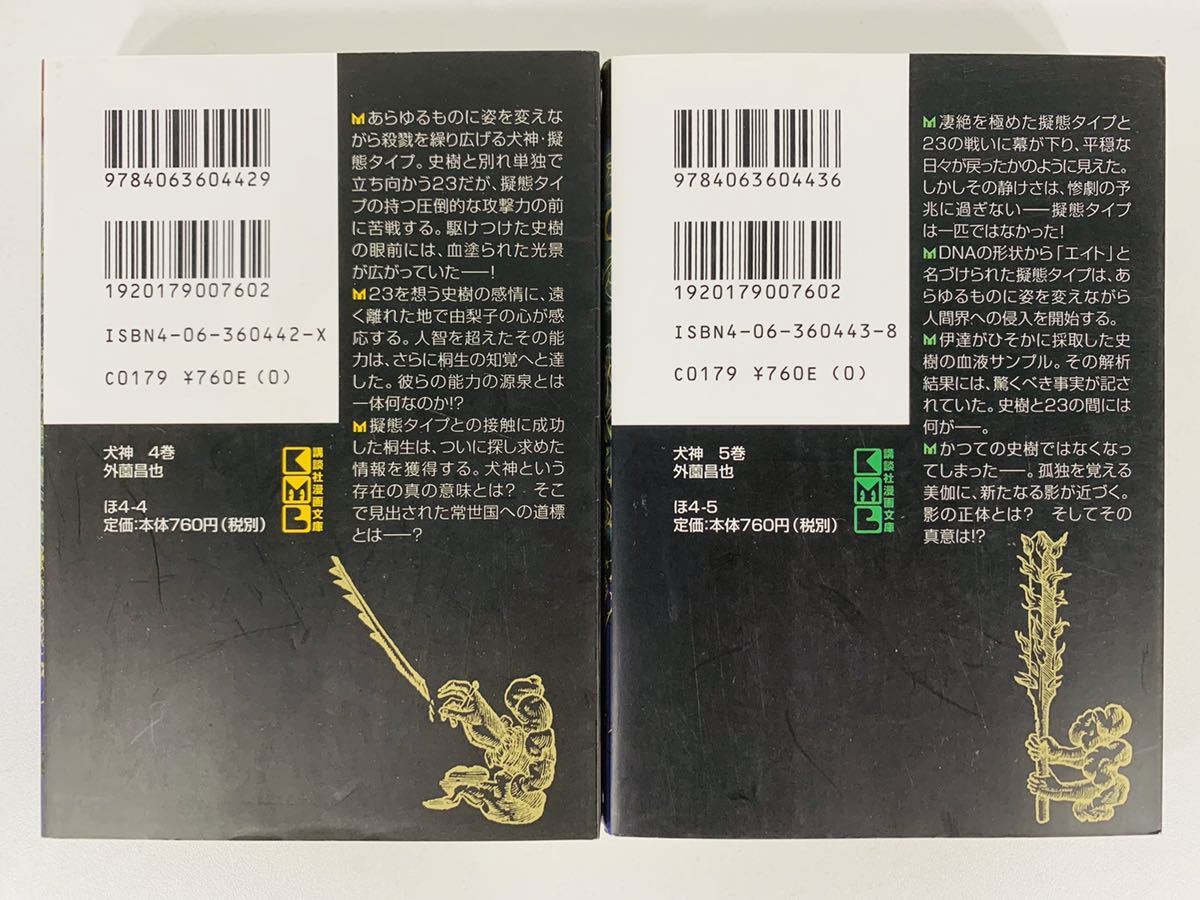 9784063604429
1920179007602
ISBN4-06-360442-X
C0179 ¥760E (0)
犬神 4巻
外薗昌也
ほ4-4
定価:本体760円(税別)
講談社漫画文庫
KMB
あらゆるものに姿を変えな
がら殺戮を繰り広げる犬神・擬
態タイプ。史樹と別れ単独で
立ち向かう23だが、擬態タイ
プの持つ圧倒的な攻撃力の前
に苦戦する。駆けつけた史樹
の眼前には、血塗られた光景
が広がっていた──!
23を想う史樹の感情に、遠
く離れた地で由梨子の心が感
応する。人智を超えたその能
力は、さらに桐生の知覚へと達
した。彼らの能力の源泉とは
一体何なのか!?
擬態タイプとの接触に成功
した桐生は、ついに探し求めた
情報を獲得する。犬神という
存在の真の意味とは? そこ
で見出された常世国への道標
とは──?
9784063604436
1920179007602
ISBN4-06-360443-8
C0179 ¥760E (0)
犬神 5巻
外薗昌也
ほ4-5
定価:本体760円(税別)
講談社漫画文庫
KMB
凄絶を極めた擬態タイプと
23の戦いに幕が下り、平穏な
日々が戻ったかのように見えた。
しかしその静けさは、惨劇の予
兆に過ぎない──擬態タイプ
は一匹ではなかった!
DNAの形状から「エイト」と
名づけられた擬態タイプは、あ
らゆるものに姿を変えながら
人間界への侵入を開始する。
伊達がひそかに採取した史
樹の血液サンプル。その解析
結果には、驚くべき事実が記さ
れていた。史樹と23の間には
何が──。
かつての史樹ではなくなっ
てしまった──。孤独を覚える
美伽に、新たなる影が近づく。
影の正体とは? そしてその
真意は!?